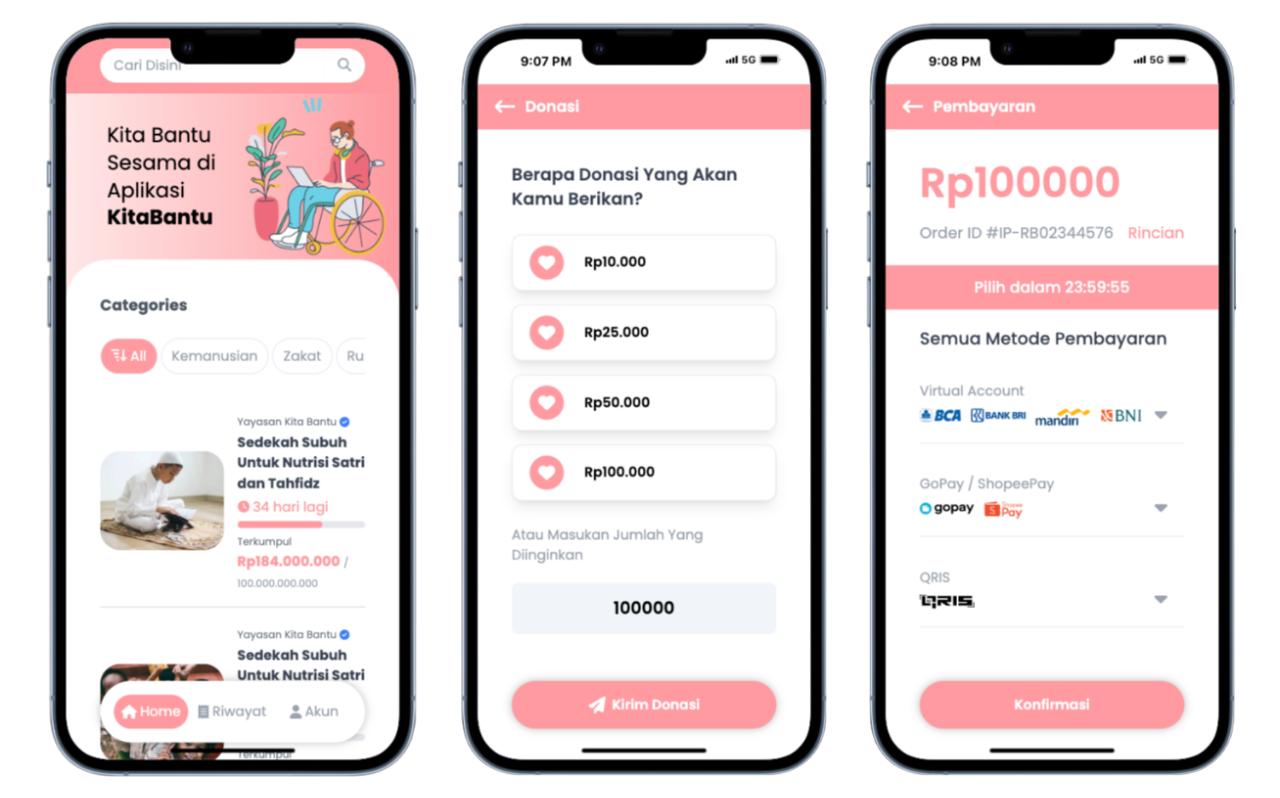 Cari Disini
Kita Bantu
Sesama di
Aplikasi
KitaBantu
Categories
All
Kemanusian
Zakat
Ru
Yayasan Kita Bantu
Sedekah Subuh
Untuk Nutrisi Satri
dan Tahfidz
34 hari lagi
Terkumpul
Rp184.000.000 /
100.000.000.000
Yayasan Kita Bantu
Sedekah Subuh
Untuk Nutrisi Satri
Home
Riwayat
Akun
Terkumpul
9:07 PM
5G
Donasi
Berapa Donasi Yang Akan
Kamu Berikan?
Rp10.000
Rp25.000
Rp50.000
Rp100.000
Atau Masukan Jumlah Yang
Diinginkan
100000
Kirim Donasi
9:08 PM
5G
Pembayaran
Rp100000
Order ID #IP-RB02344576 Rincian
Pilih dalam 23:59:55
Semua Metode Pembayaran
Virtual Account
BCA BANK BRI mandiri BNI
GoPay / ShopeePay
gopay S Shopee Pay
QRIS
QRIS
Konfirmasi